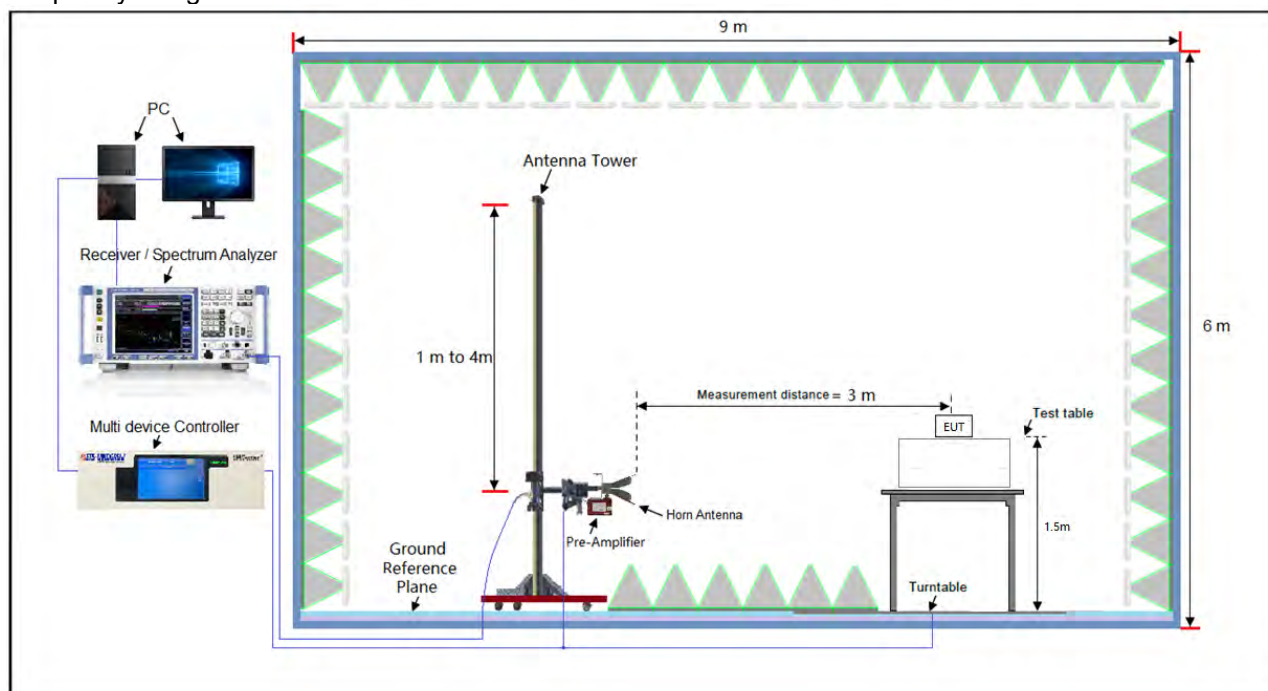 9 m
PC
Antenna Tower
Receiver / Spectrum Analyzer
6 m
1 m to 4m
Measurement distance = 3 m
EUT
Test table
Multi device Controller
Horn Antenna
Pre-Amplifier
1.5m
Ground
Reference
Plane
Turntable